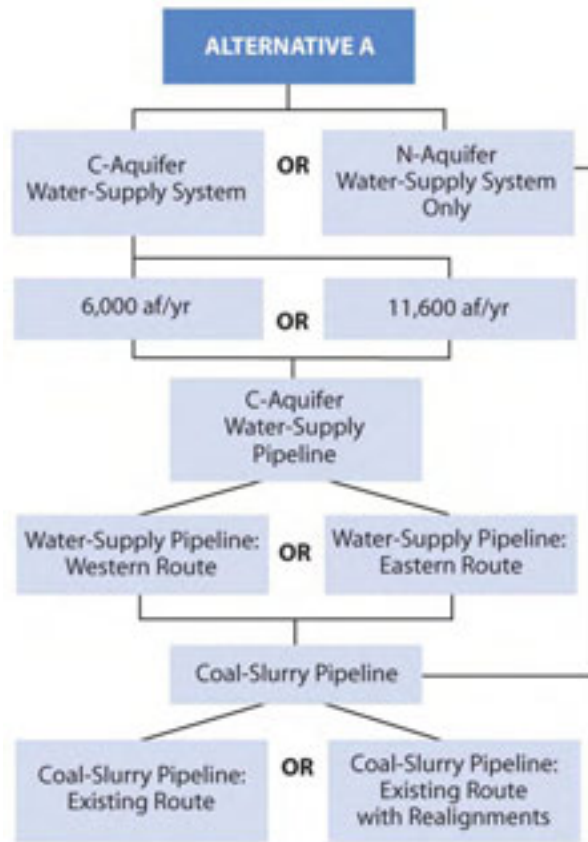 ALTERNATIVE A
C-Aquifer
Water-Supply System
OR
N-Aquifer
Water-Supply System
Only
6,000 af/yr
OR
11,600 af/yr
C-Aquifer
Water-Supply
Pipeline
Water-Supply Pipeline:
Western Route
OR
Water-Supply Pipeline:
Eastern Route
Coal-Slurry Pipeline
Coal-Slurry Pipeline:
Existing Route
OR
Coal-Slurry Pipeline:
Existing Route
with Realignments